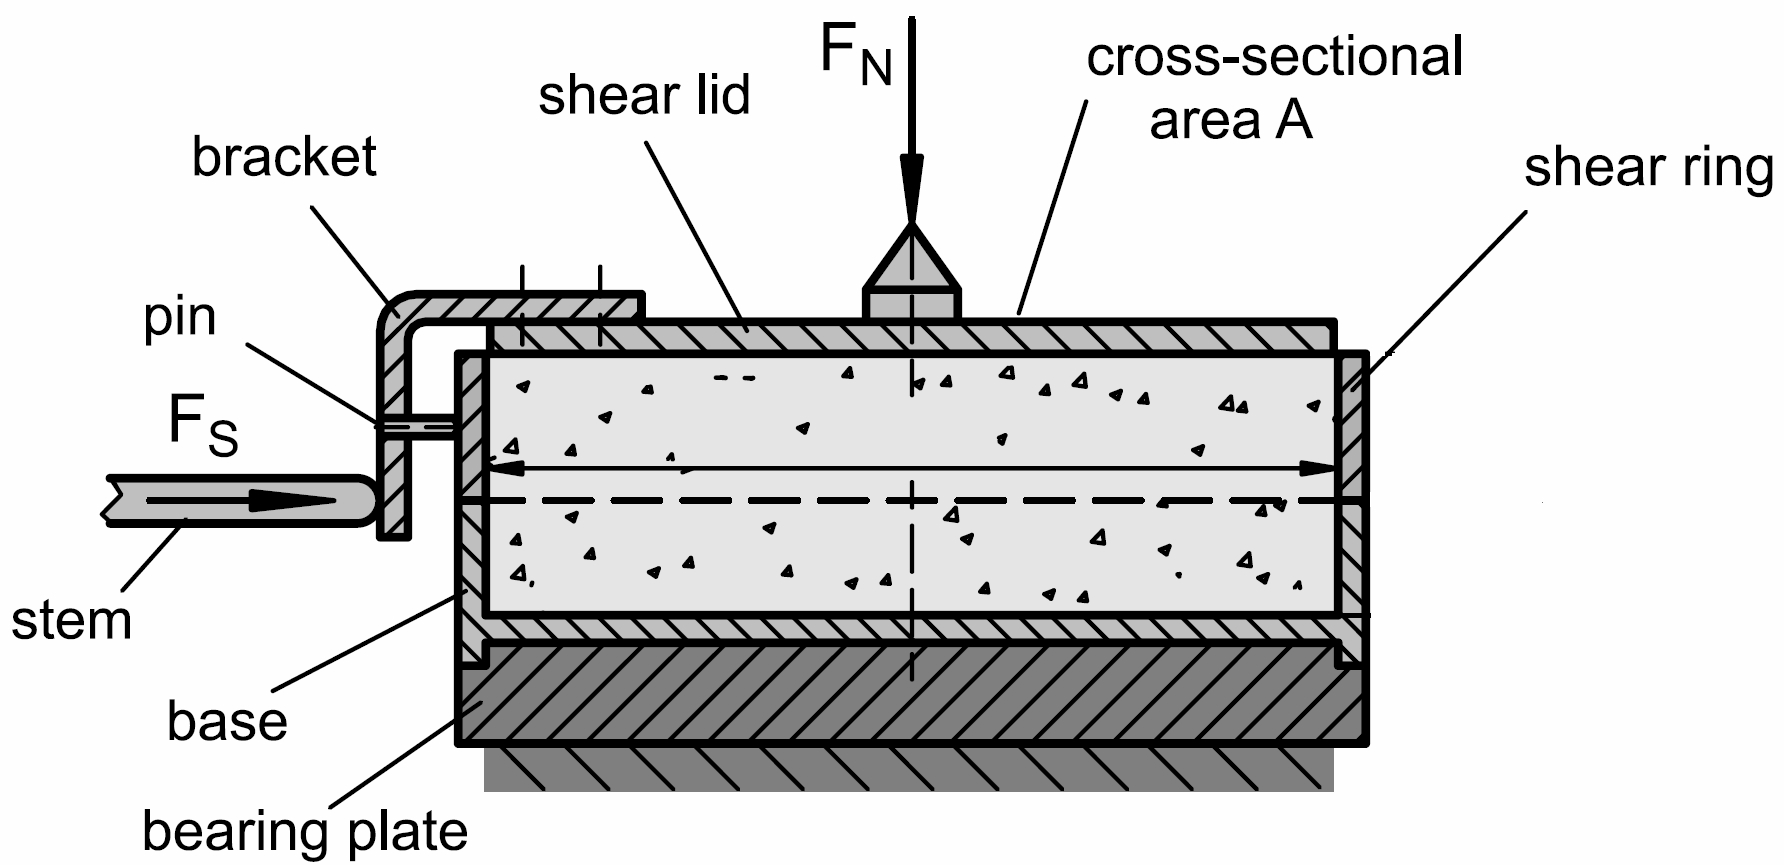 F_N
cross-sectional
area A
shear lid
bracket
shear ring
pin
F_S
stem
base
bearing plate